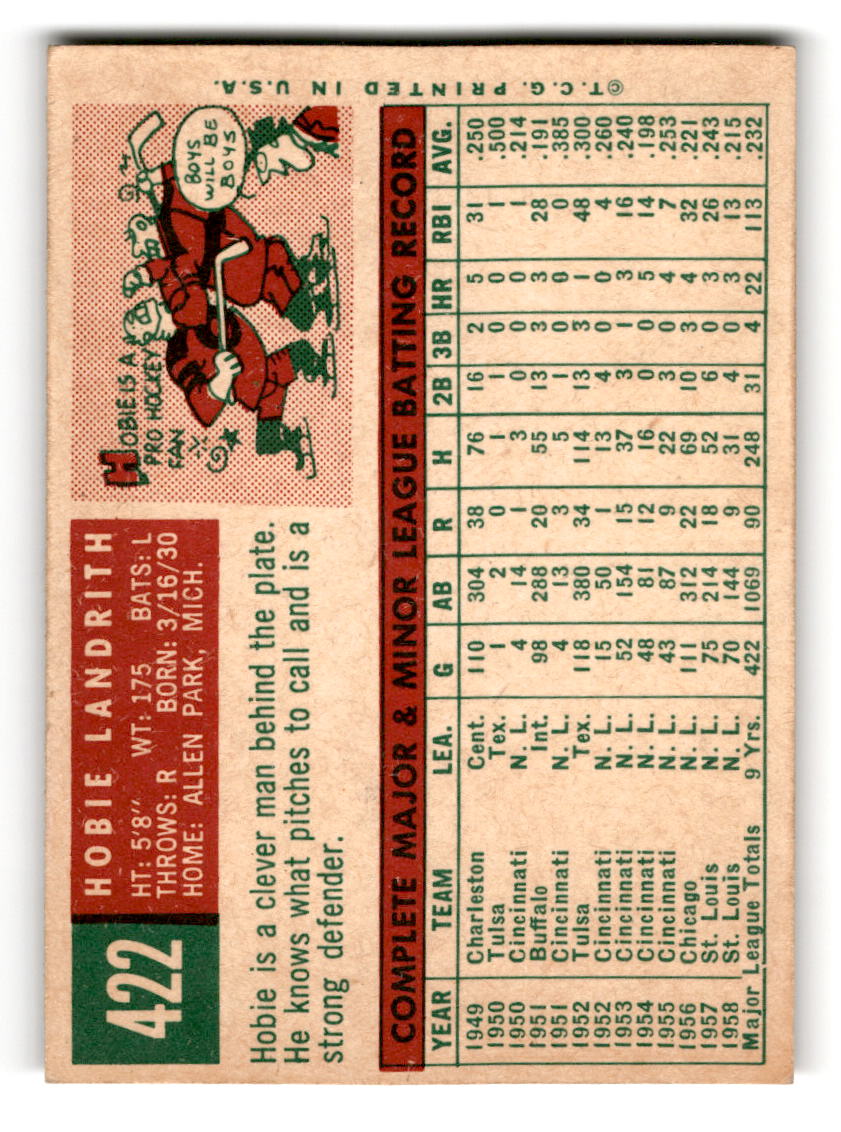 422
HOBIE LANDRITH
HT: 5'8" WT: 175 BATS: L
THROWS: R BORN: 3/16/30
HOME: ALLEN PARK, MICH.
Hobie is a clever man behind the plate.
He knows what pitches to call and is a
strong defender.
HOBIE IS A
PRO HOCKEY
FAN
BOYS
WILL BE
BOYS
COMPLETE MAJOR & MINOR LEAGUE BATTING RECORD
YEAR TEAM LEA. G AB R H 2B 3B HR RBI AVG.
1949 Charleston Cent. 110 304 38 76 16 2 5 31 .250
1950 Tulsa Tex. 1 2 0 1 1 0 0 1 .500
1950 Cincinnati N. L. 4 14 1 3 0 0 0 1 .214
1951 Buffalo Int. 98 288 20 55 13 3 3 28 .191
1951 Cincinnati N. L. 4 13 3 5 1 0 0 0 .385
1952 Tulsa Tex. 118 380 34 114 13 3 1 48 .300
1952 Cincinnati N. L. 15 50 1 13 4 0 0 4 .260
1953 Cincinnati N. L. 52 154 15 37 3 1 3 16 .240
1954 Cincinnati N. L. 48 81 12 16 0 0 5 14 .198
1955 Cincinnati N. L. 43 87 9 22 3 0 4 7 .253
1956 Chicago N. L. 111 312 22 69 10 3 4 32 .221
1957 St. Louis N. L. 75 214 18 52 6 0 3 26 .243
1958 St. Louis N. L. 70 144 9 31 4 0 3 13 .215
Major League Totals 9 Yrs. 422 1069 90 248 31 4 22 113 .232
©T.C.G. PRINTED IN U.S.A.